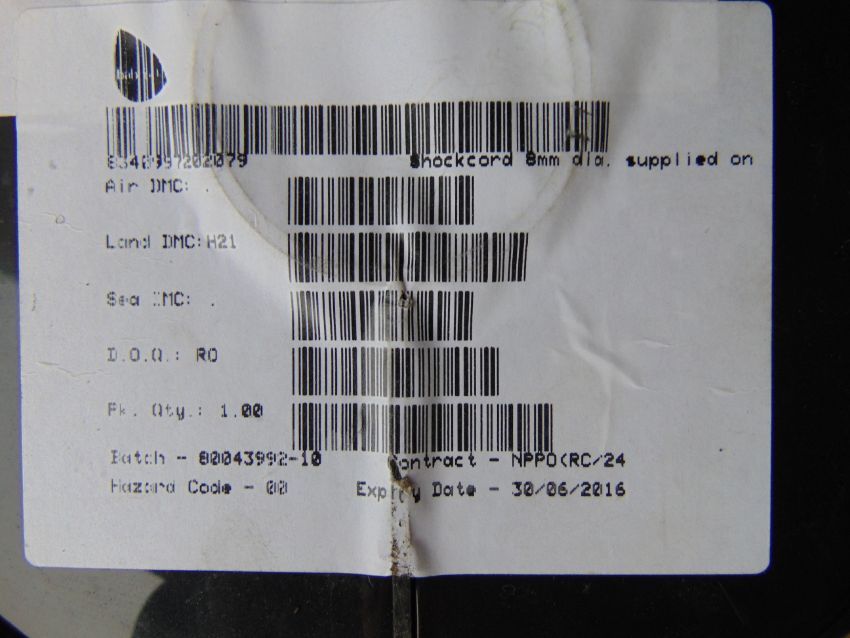 8340997202079 Shockcord 8mm dia. supplied on
Air DMC: .
Land DMC:H21
Sea DMC: .
D.O.Q.: RO
Pk. Qty.: 1.00
Batch - 80043992-10 Contract - NPPO(RC/24
Hazard Code - 00 Expiry Date - 30/06/2016